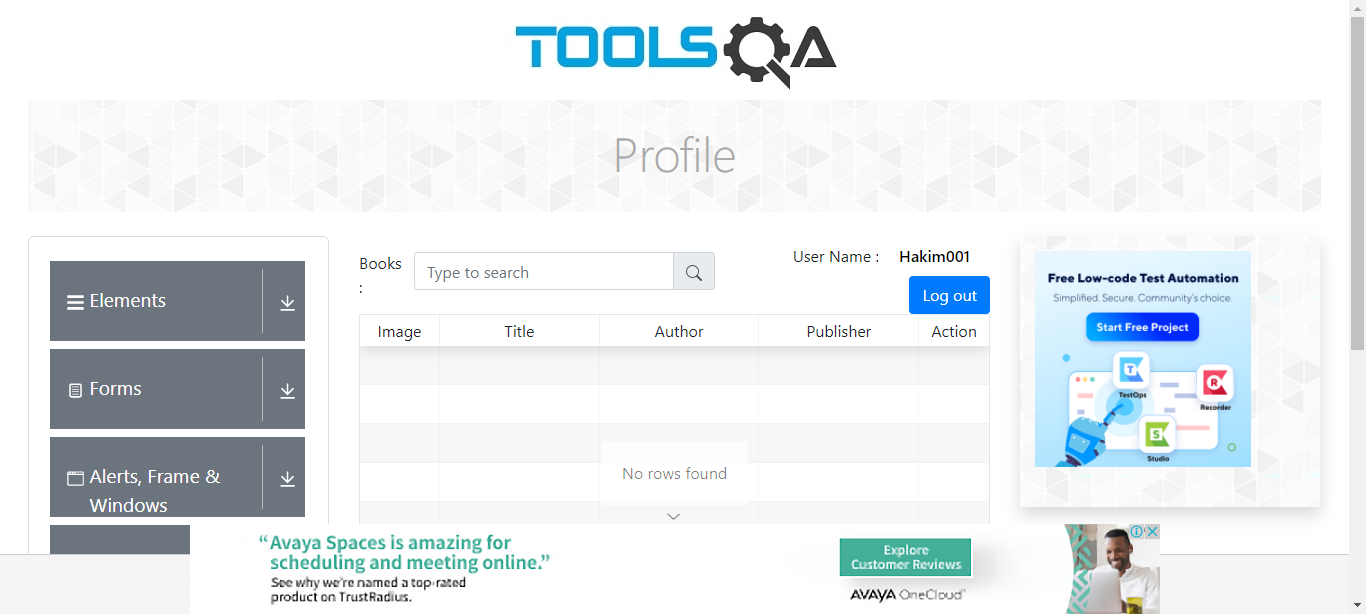 TOOLSQA
Profile
Elements
Forms
Alerts, Frame &
Windows
Books
:
Type to search
User Name :
Hakim001
Log out
Image Title Author Publisher Action
No rows found
Free Low-code Test Automation
Simplified. Secure. Community's choice.
Start Free Project
TestOps
Recorder
Studio
“Avaya Spaces is amazing for
scheduling and meeting online.”
See why we're named a top-rated
product on TrustRadius.
Explore
Customer Reviews
AVAYA OneCloud